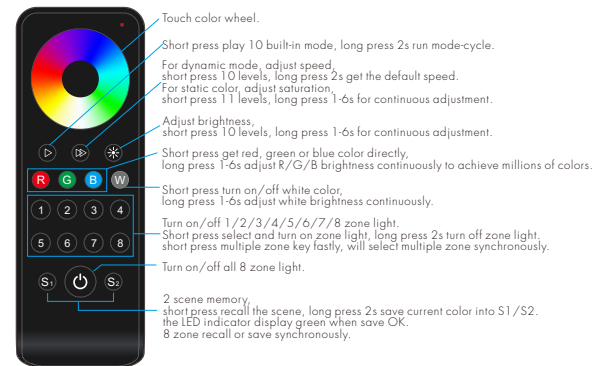 Touch color wheel.
Short press play 10 built-in mode, long press 2s run mode-cycle.
For dynamic mode, adjust speed,
short press 10 levels, long press 2s get the default speed.
For static color, adjust saturation,
short press 11 levels, long press 1-6s for continuous adjustment.
Adjust brightness,
short press 10 levels, long press 1-6s for continuous adjustment.
Short press get red, green or blue color directly,
long press 1-6s adjust R/G/B brightness continuously to achieve millions of colors.
R G B W
Short press turn on/off white color,
long press 1-6s adjust white brightness continuously.
1 2 3 4
5 6 7 8
Turn on/off 1/2/3/4/5/6/7/8 zone light.
Short press select and turn on zone light, long press 2s turn off zone light.
short press multiple zone key fastly, will select multiple zone synchronously.
Turn on/off all 8 zone light.
S1 S2
2 scene memory,
short press recall the scene, long press 2s save current color into S1/S2.
the LED indicator display green when save OK.
8 zone recall or save synchronously.